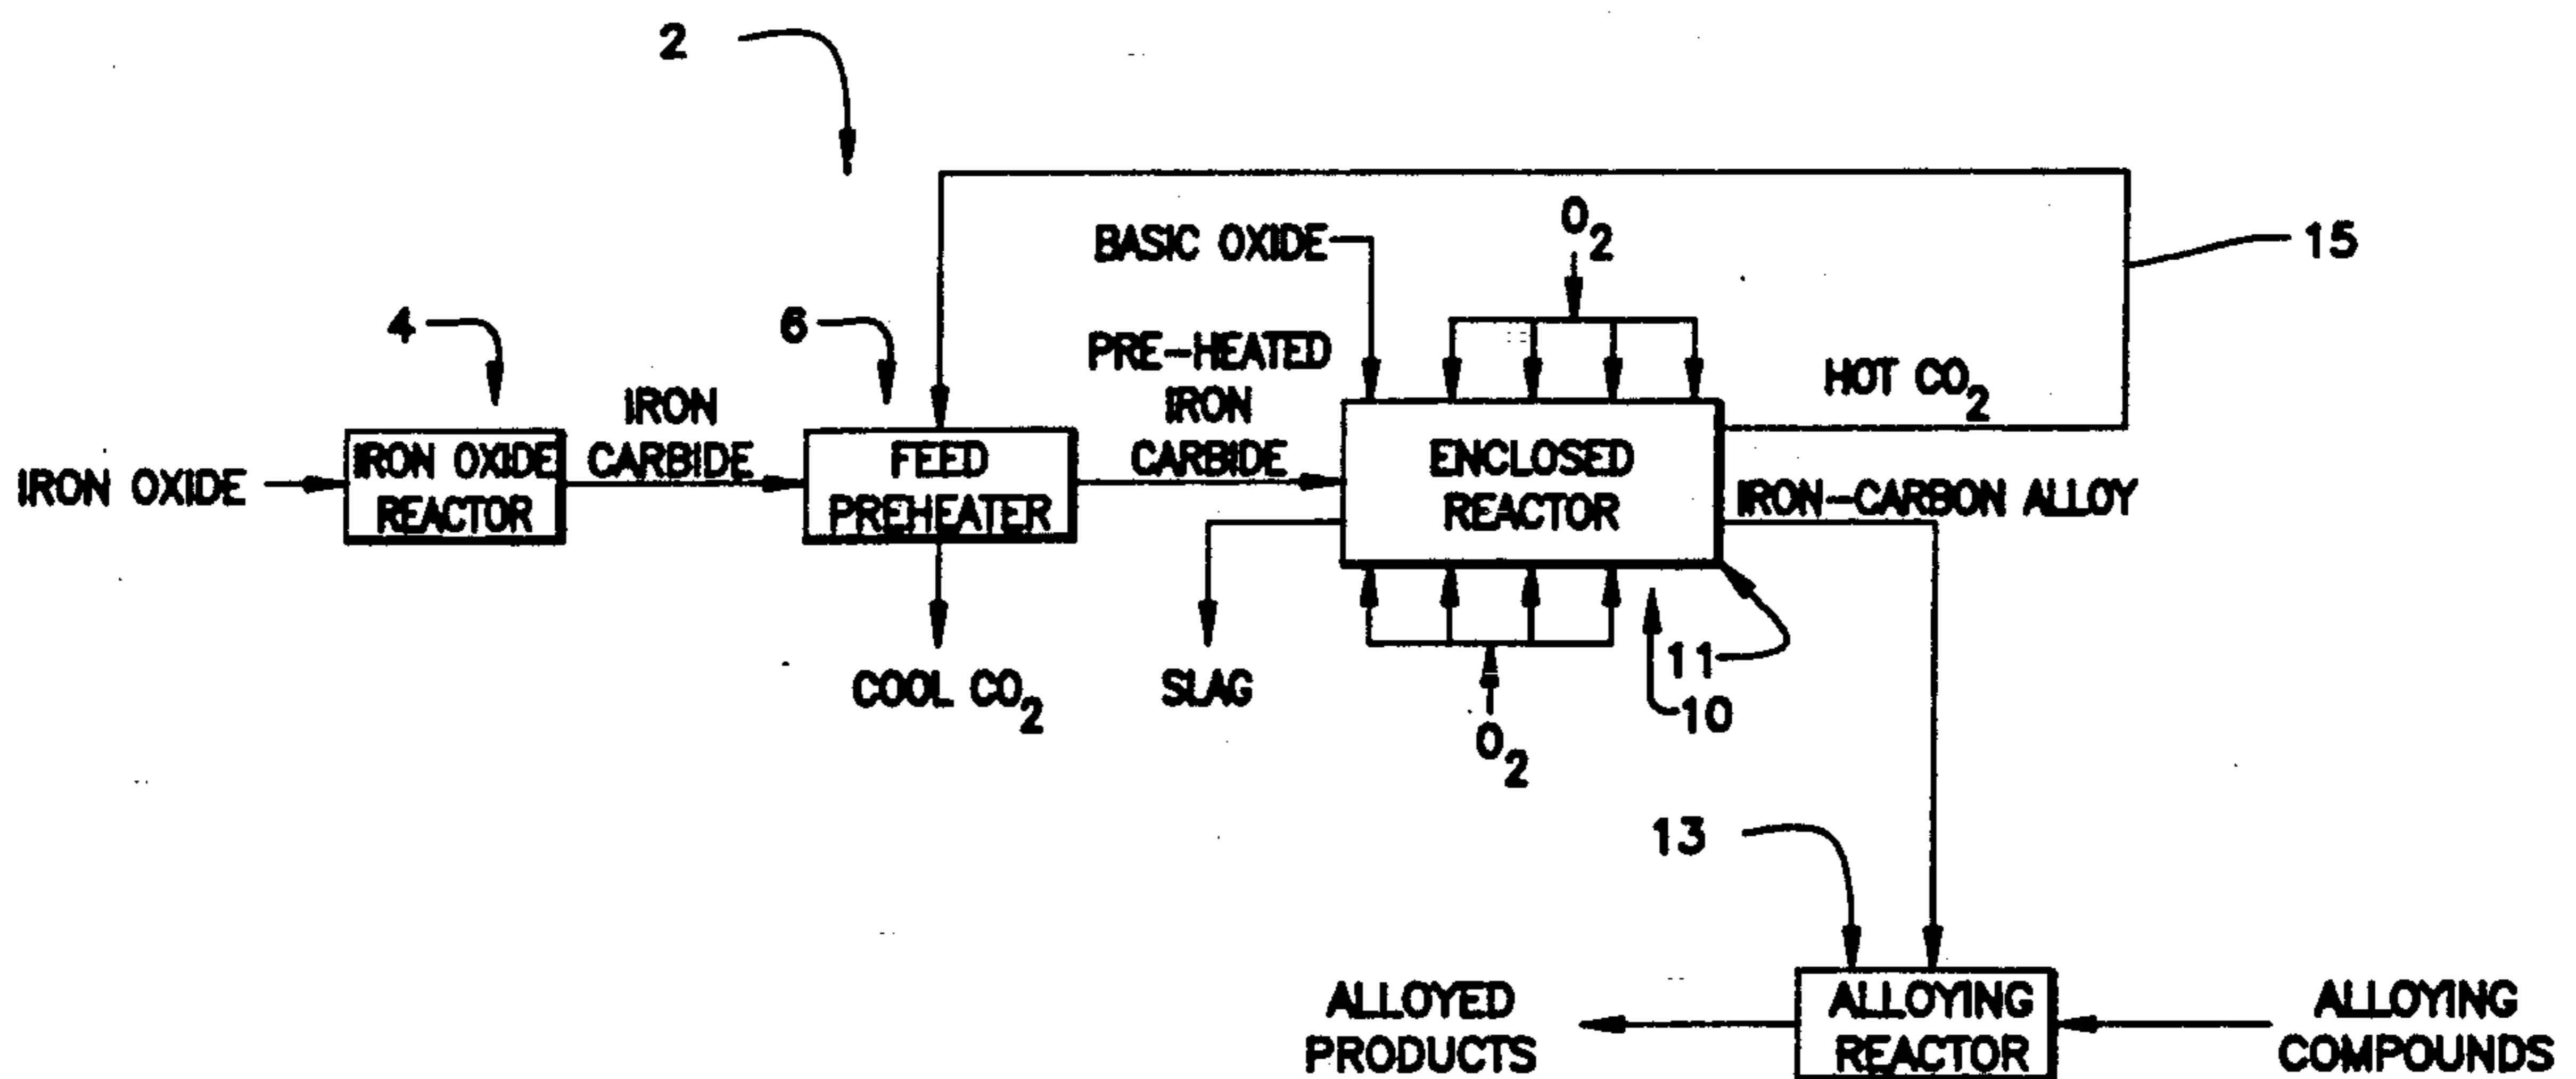 2
BASIC OXIDE
O2
15
4
6
PRE-HEATED
IRON
CARBIDE
HOT CO2
IRON
CARBIDE
IRON OXIDE
IRON OXIDE
REACTOR
FEED
PREHEATER
ENCLOSED
REACTOR
IRON-CARBON ALLOY
COOL CO2
SLAG
O2
11
10
13
ALLOYED
PRODUCTS
ALLOYING
REACTOR
ALLOYING
COMPOUNDS